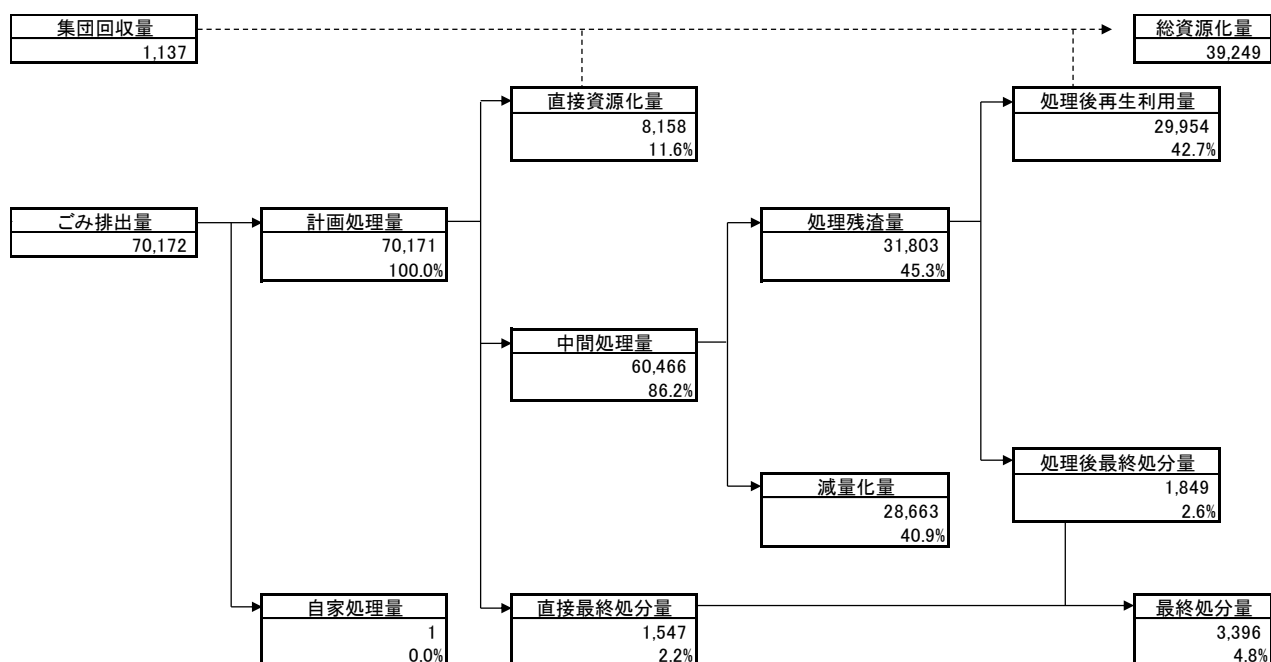 集団回収量
1,137
総資源化量
39,249
直接資源化量
8,158
11.6%
処理後再生利用量
29,954
42.7%
ごみ排出量
70,172
計画処理量
70,171
100.0%
処理残渣量
31,803
45.3%
中間処理量
60,466
86.2%
処理後最終処分量
1,849
2.6%
減量化量
28,663
40.9%
自家処理量
1
0.0%
直接最終処分量
1,547
2.2%
最終処分量
3,396
4.8%